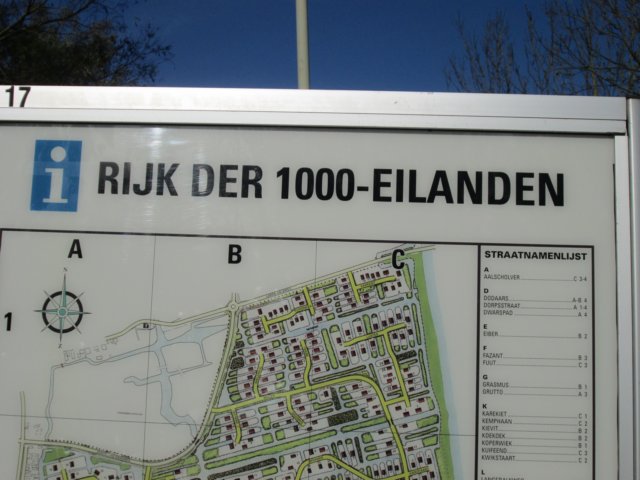 17
i RIJK DER 1000-EILANDEN
A B C
1
STRAATNAMENLIJST
A
AALSCHOLVER C 3-4
D
DODAARS A-B 4
DORPSSTRAAT A 1-4
DWARSPAD A 4
E
EIBER B 2
F
FAZANT B 3
FUUT C 3
G
GRASMUS B 1
GRUTTO A 3
K
KAREKIET C 1
KEMPHAAN C 2
KIEVIT B 2
KOEKOEK B 2
KOPERWIEK B 1
KUIFEEND C 3
KWIKSTAART C 2
L